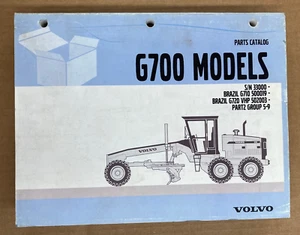 PARTS CATALOG
G700 MODELS
S/N 33000 -
BRAZIL G710 500019 -
BRAZIL G720 VHP 502003 -
PART2 GROUP 5-9
VOLVO